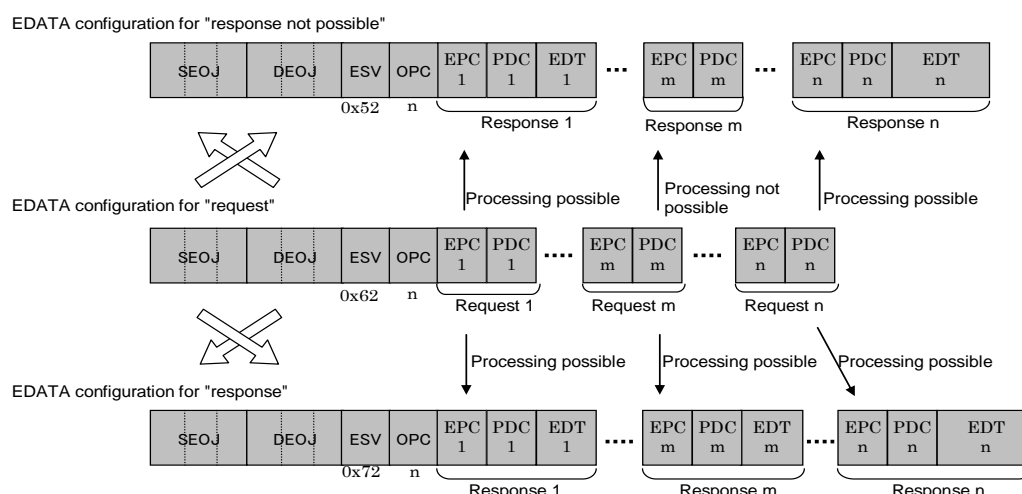 EDATA configuration for "response not possible"
SEOJ DEOJ ESV OPC EPC 1 PDC 1 EDT 1 ···· EPC m PDC m ···· EPC n PDC n EDT n
0x52 n Response 1 Response m Response n
Processing possible Processing not possible Processing possible
EDATA configuration for "request"
SEOJ DEOJ ESV OPC EPC 1 PDC 1 ···· EPC m PDC m ···· EPC n PDC n
0x62 n Request 1 Request m Request n
Processing possible Processing possible Processing possible
EDATA configuration for "response"
SEOJ DEOJ ESV OPC EPC 1 PDC 1 EDT 1 ···· EPC m PDC m EDT m ···· EPC n PDC n EDT n
0x72 n Response 1 Response m Response n